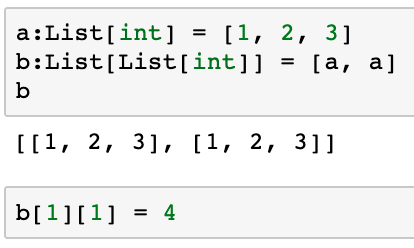 a:List[int] = [1, 2, 3]
b:List[List[int]] = [a, a]
b
[[1, 2, 3], [1, 2, 3]]
b[1][1] = 4